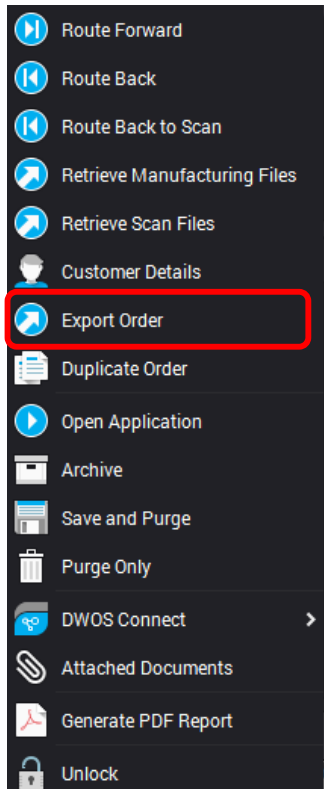 Route Forward
Route Back
Route Back to Scan
Retrieve Manufacturing Files
Retrieve Scan Files
Customer Details
Export Order
Duplicate Order
Open Application
Archive
Save and Purge
Purge Only
DWOS Connect
Attached Documents
Generate PDF Report
Unlock